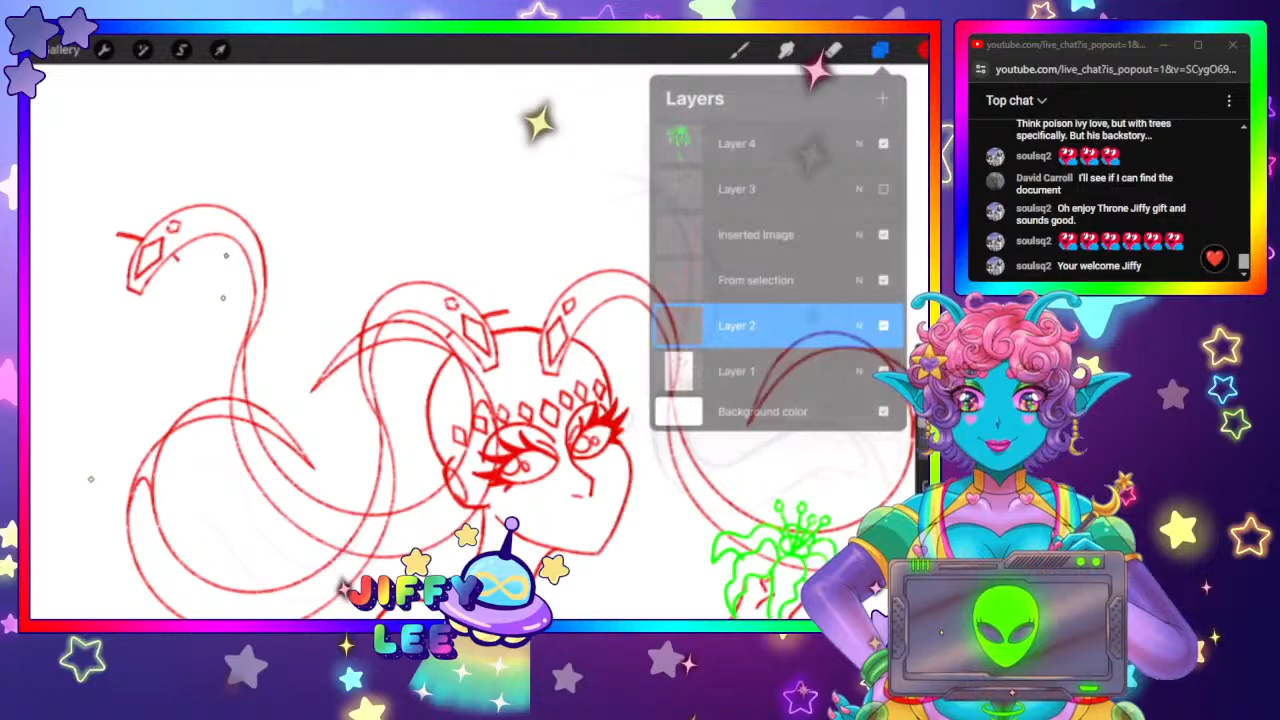 Gallery
Layers
Layer 4 N
Layer 3 N
Inserted Image N
From selection N
Layer 2 N
Layer 1
Background color
JIFFY
LEE
youtube.com/live_chat?is_popout=1&...
youtube.com/live_chat?is_popout=1&v=SCygO69...
Top chat
Think poison ivy love, but with trees
specifically. But his backstory...
soulsq2
David Carroll I'll see if I can find the
document
soulsq2 Oh enjoy Throne Jiffy gift and
sounds good.
soulsq2
soulsq2 Your welcome Jiffy